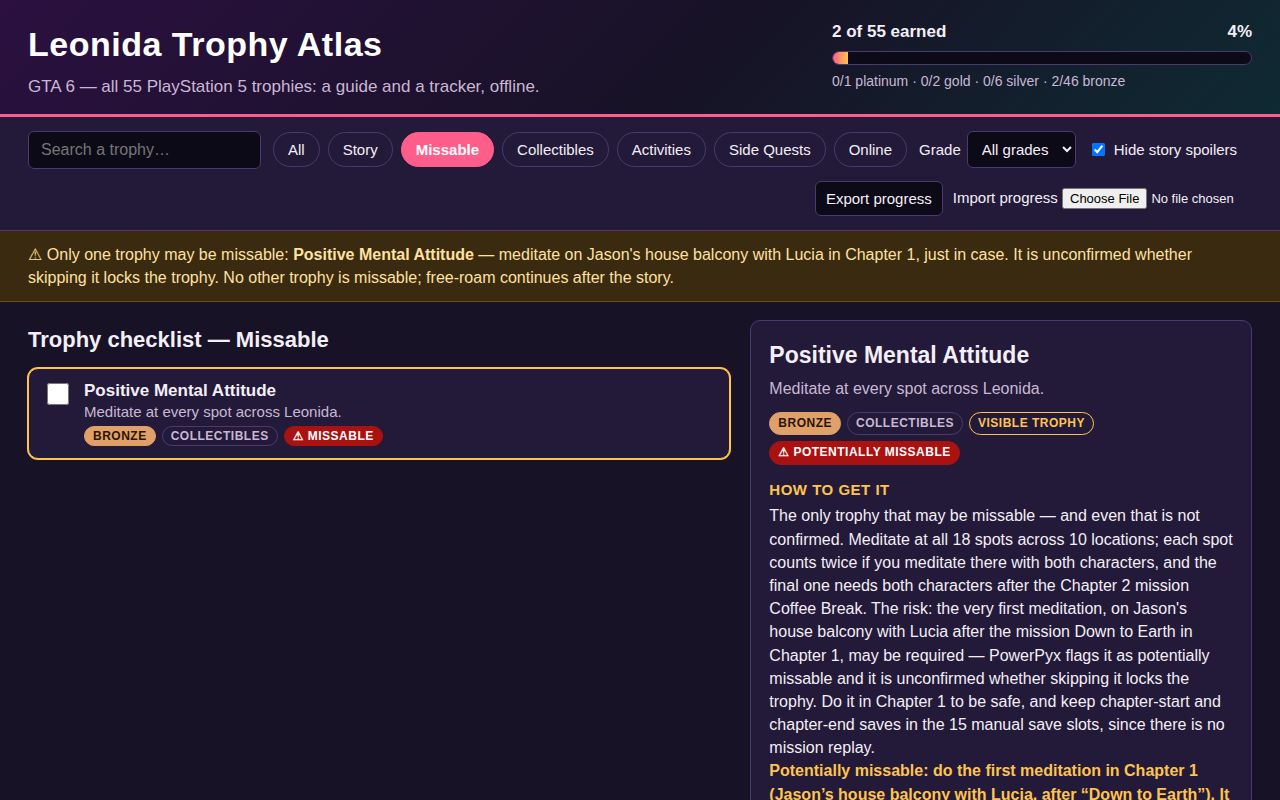 Leonida Trophy Atlas
GTA 6 — all 55 PlayStation 5 trophies: a guide and a tracker, offline.
2 of 55 earned 4%
0/1 platinum · 0/2 gold · 0/6 silver · 2/46 bronze
Search a trophy… All Story Missable Collectibles Activities Side Quests Online Grade All grades Hide story spoilers
Export progress Import progress Choose File No file chosen
⚠ Only one trophy may be missable: Positive Mental Attitude — meditate on Jason's house balcony with Lucia in Chapter 1, just in case. It is unconfirmed whether
skipping it locks the trophy. No other trophy is missable; free-roam continues after the story.
Trophy checklist — Missable
Positive Mental Attitude
Meditate at every spot across Leonida.
BRONZE COLLECTIBLES ⚠ MISSABLE
Positive Mental Attitude
Meditate at every spot across Leonida.
BRONZE COLLECTIBLES VISIBLE TROPHY
⚠ POTENTIALLY MISSABLE
HOW TO GET IT
The only trophy that may be missable — and even that is not
confirmed. Meditate at all 18 spots across 10 locations; each spot
counts twice if you meditate there with both characters, and the
final one needs both characters after the Chapter 2 mission
Coffee Break. The risk: the very first meditation, on Jason's
house balcony with Lucia after the mission Down to Earth in
Chapter 1, may be required — PowerPyx flags it as potentially
missable and it is unconfirmed whether skipping it locks the
trophy. Do it in Chapter 1 to be safe, and keep chapter-start and
chapter-end saves in the 15 manual save slots, since there is no
mission replay.
Potentially missable: do the first meditation in Chapter 1
(Jason’s house balcony with Lucia, after “Down to Earth”). It